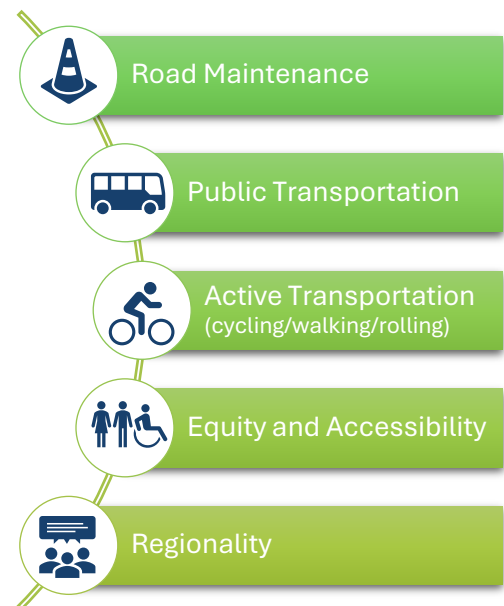 Road Maintenance
Public Transportation
Active Transportation
(cycling/walking/rolling)
Equity and Accessibility
Regionality